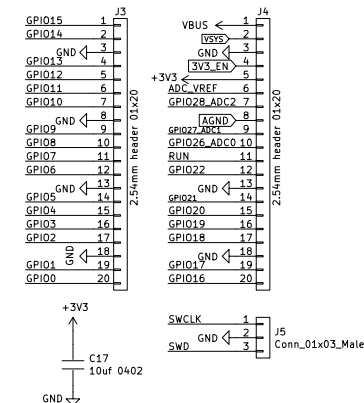 J3
GPIO15 1
GPIO14 2
GND 3
GPIO13 4
GPIO12 5
GPIO11 6
GPIO10 7
GND 8
GPIO9 9
GPIO8 10
GPIO7 11
GPIO6 12
GND 13
GPIO5 14
GPIO4 15
GPIO3 16
GPIO2 17
GND 18
GPIO1 19
GPIO0 20
2.54mm header 01x20
J4
VBUS 1
VSYS 2
GND 3
3V3_EN 4
+3V3 5
ADC_VREF 6
GPIO28_ADC2 7
AGND 8
GPIO27_ADC1 9
GPIO26_ADC0 10
RUN 11
GPIO22 12
GND 13
GPIO21 14
GPIO20 15
GPIO19 16
GPIO18 17
GND 18
GPIO17 19
GPIO16 20
2.54mm header 01x20
+3V3
C17
10uf 0402
GND
SWCLK 1
GND 2
SWD 3
J5
Conn_01x03_Male